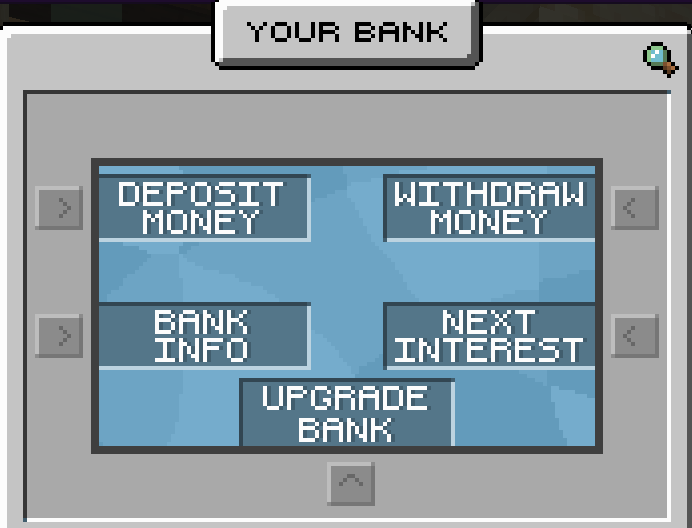 YOUR BANK
DEPOSIT
MONEY
WITHDRAW
MONEY
BANK
INFO
NEXT
INTEREST
UPGRADE
BANK